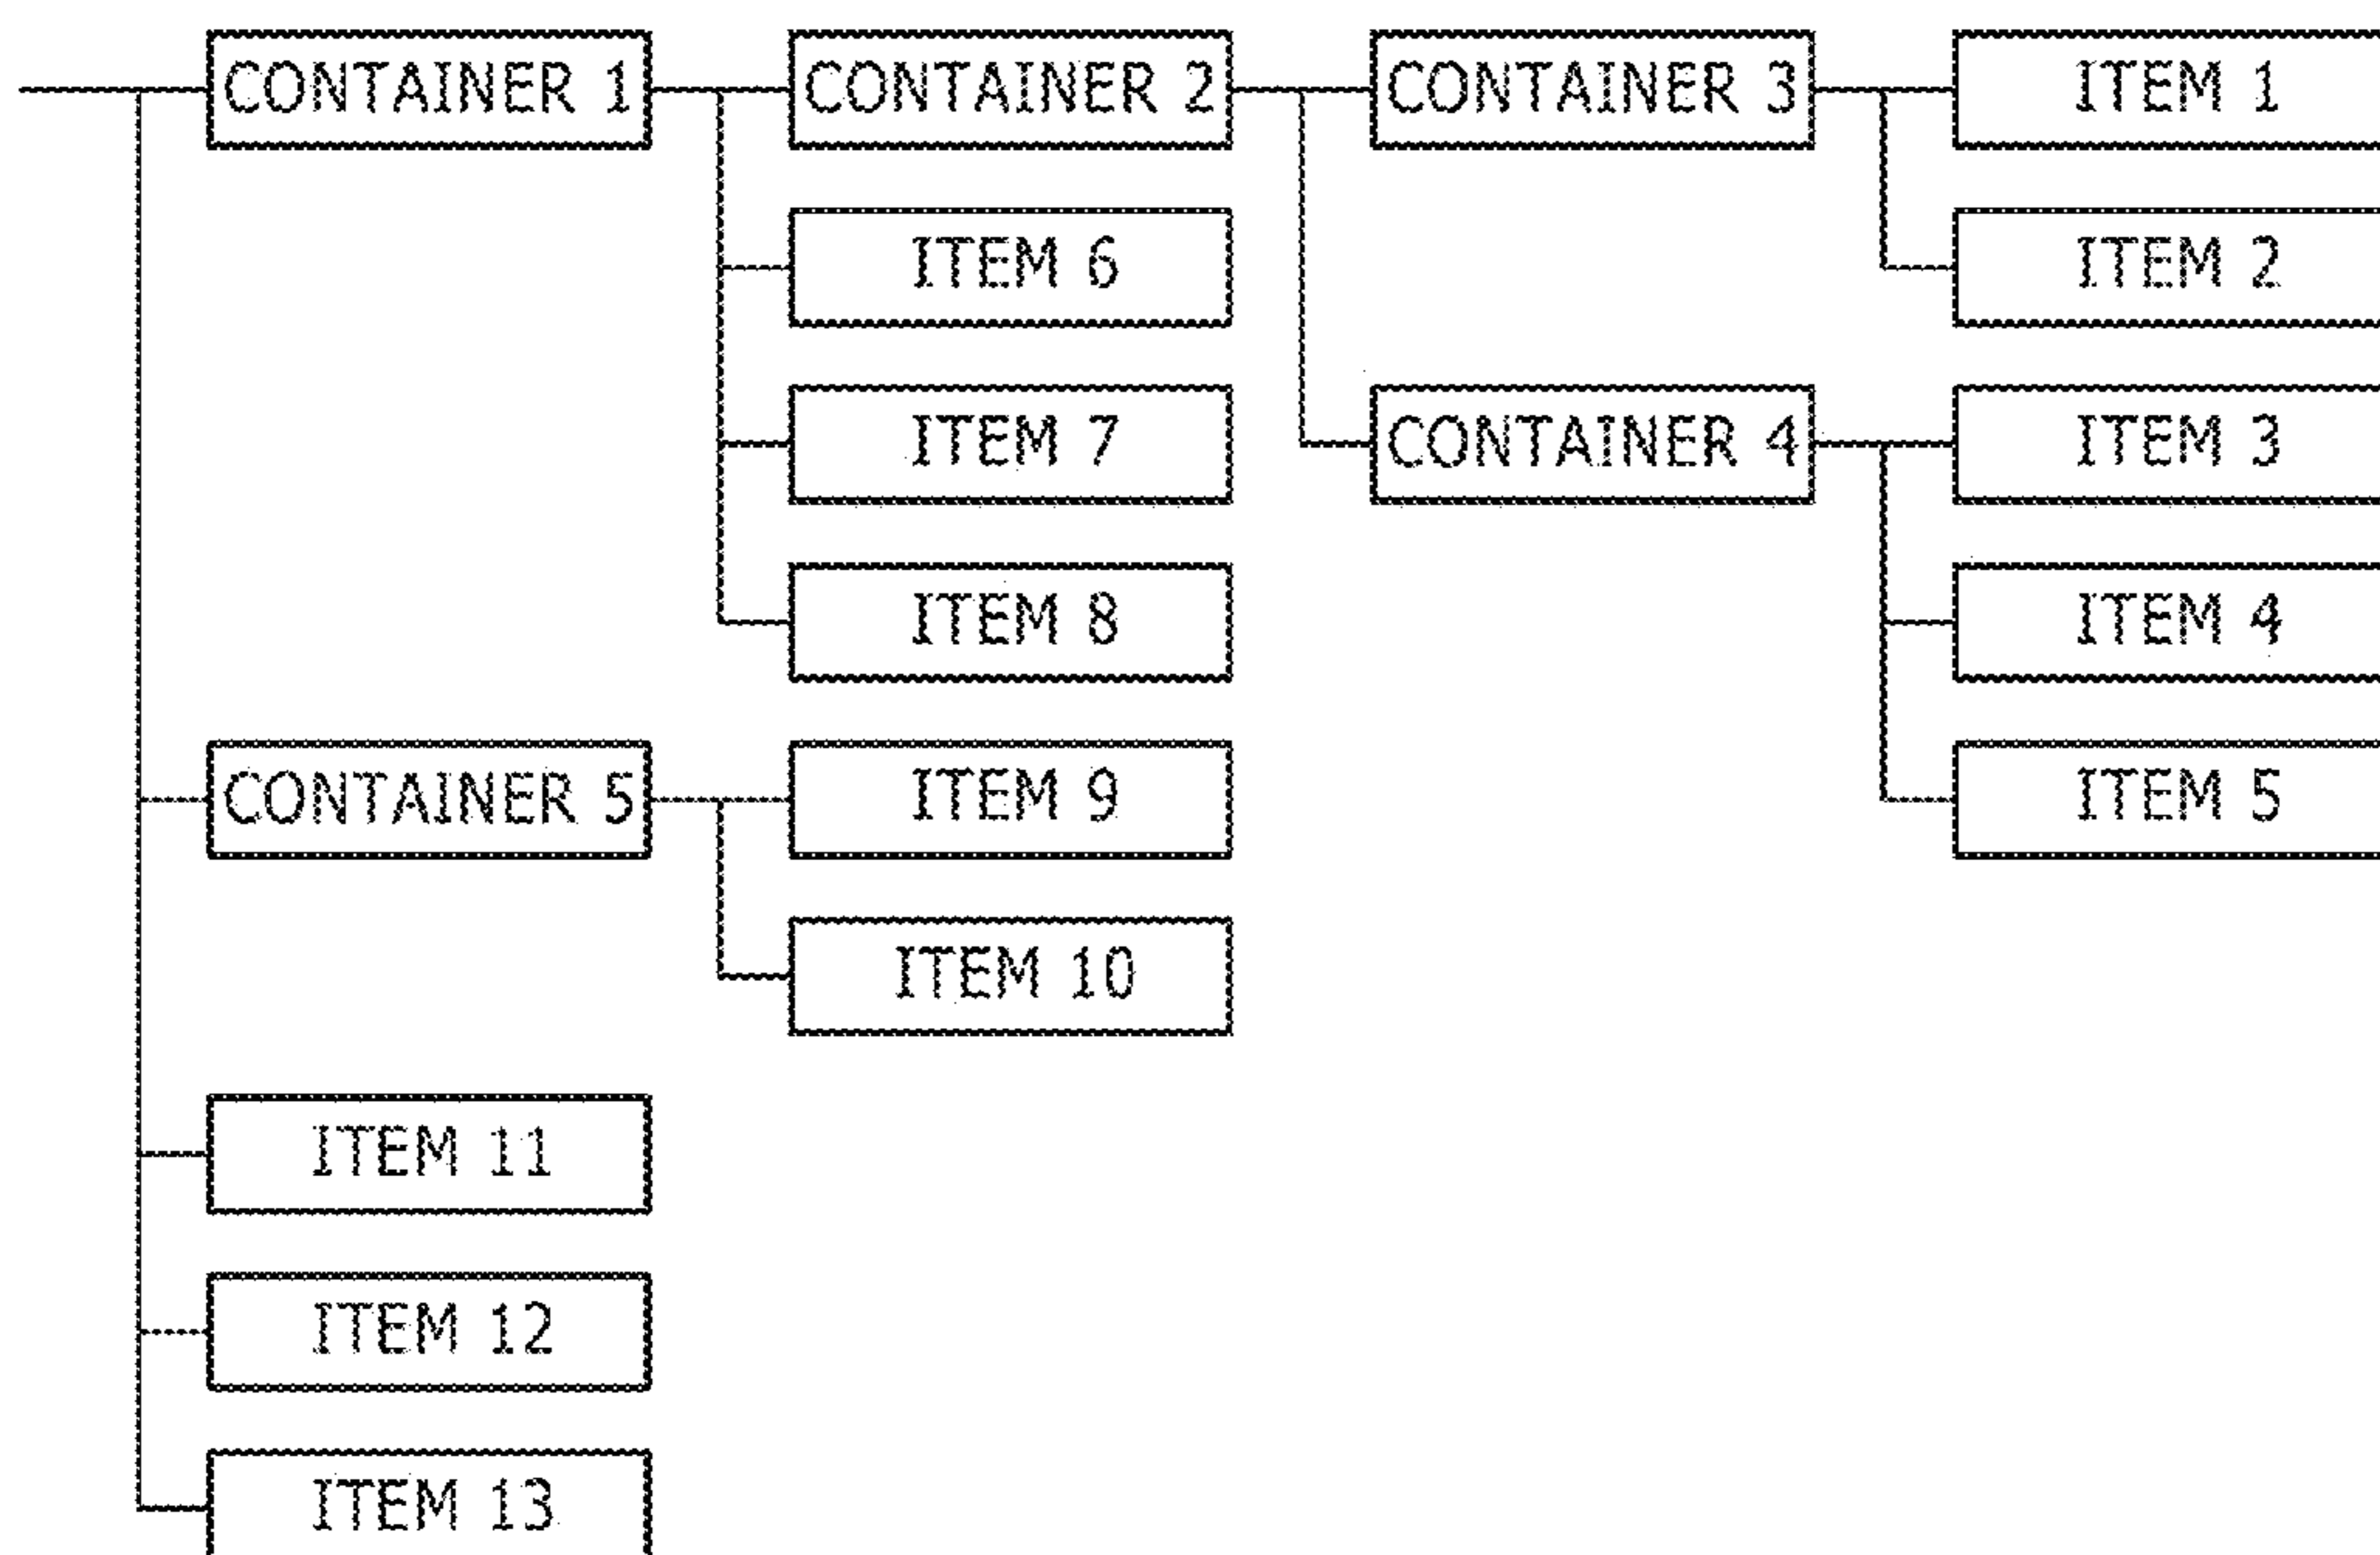 CONTAINER 1
CONTAINER 2
CONTAINER 3
ITEM 1
ITEM 6
ITEM 2
ITEM 7
CONTAINER 4
ITEM 3
ITEM 8
ITEM 4
CONTAINER 5
ITEM 9
ITEM 5
ITEM 10
ITEM 11
ITEM 12
ITEM 13